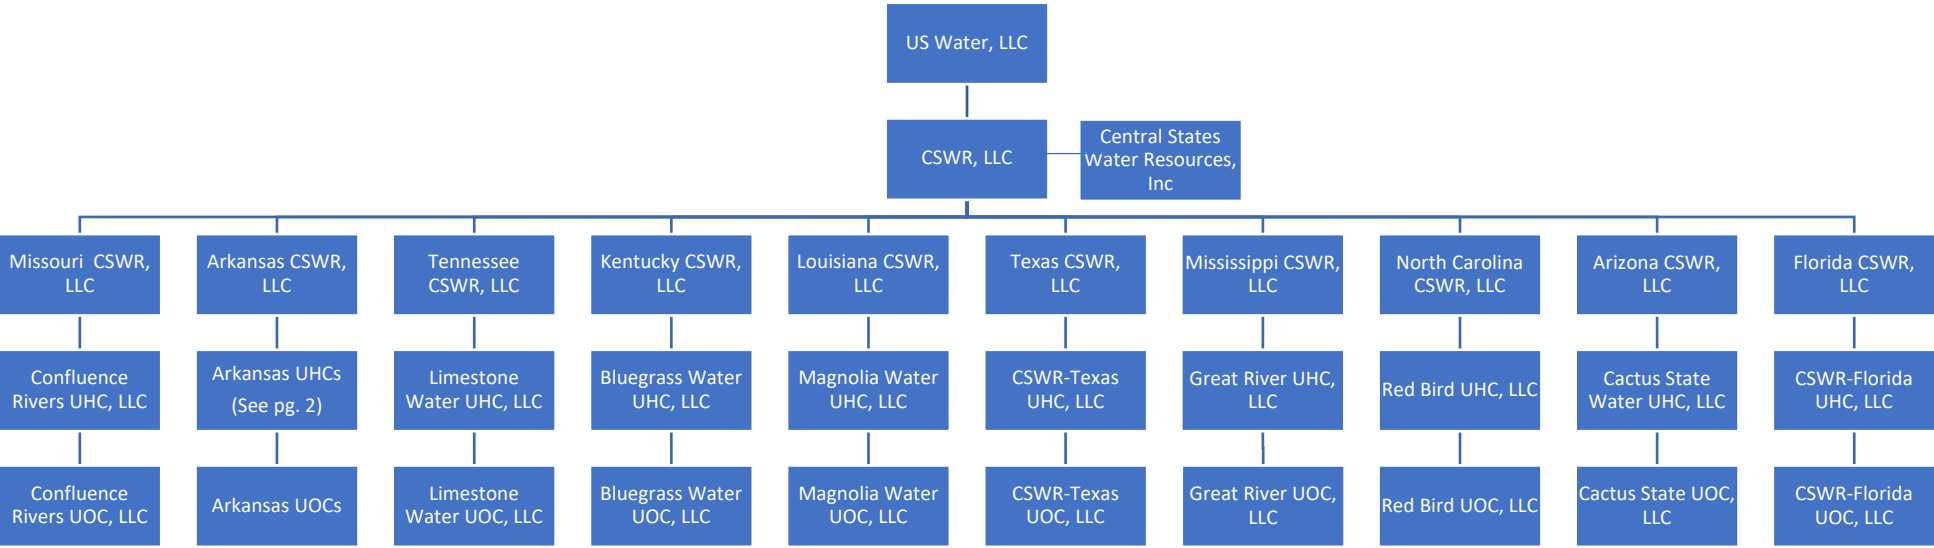 US Water, LLC
CSWR, LLC
Central States
Water Resources,
Inc
Missouri  CSWR,
LLC
Arkansas CSWR,
LLC
Tennessee
CSWR, LLC
Kentucky CSWR,
LLC
Louisiana CSWR,
LLC
Texas CSWR,
LLC
Mississippi CSWR,
LLC
North Carolina
CSWR, LLC
Arizona CSWR,
LLC
Florida CSWR,
LLC
Confluence
Rivers UHC, LLC
Arkansas UHCs
(See pg. 2)
Limestone
Water UHC, LLC
Bluegrass Water
UHC, LLC
Magnolia Water
UHC, LLC
CSWR-Texas
UHC, LLC
Great River UHC,
LLC
Red Bird UHC, LLC
Cactus State
Water UHC, LLC
CSWR-Florida
UHC, LLC
Confluence
Rivers UOC, LLC
Arkansas UOCs
Limestone
Water UOC, LLC
Bluegrass Water
UOC, LLC
Magnolia Water
UOC, LLC
CSWR-Texas
UOC, LLC
Great River UOC,
LLC
Red Bird UOC, LLC
Cactus State UOC,
LLC
CSWR-Florida
UOC, LLC